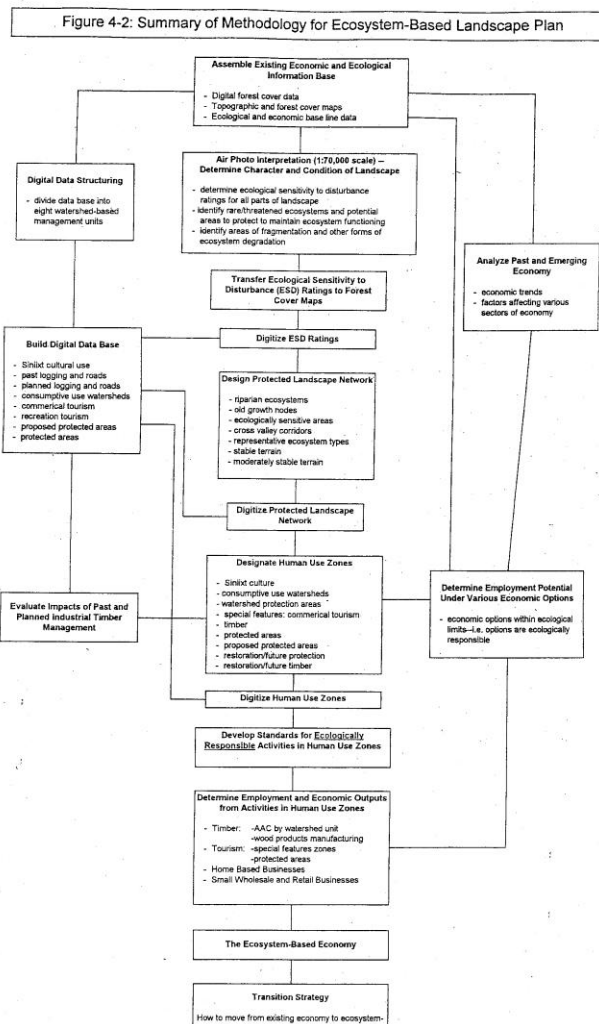 Figure 4-2: Summary of Methodology for Ecosystem-Based Landscape Plan
Assemble Existing Economic and Ecological
Information Base
- Digital forest cover data
- Topographic and forest cover maps
- Ecological and economic base line data
Air Photo Interpretation (1:70,000 scale) --
Determine Character and Condition of Landscape
- determine ecological sensitivity to disturbance
ratings for all parts of landscape
- identify rare/threatened ecosystems and potential
areas to protect to maintain ecosystem functioning
- identify areas of fragmentation and other forms of
ecosystem degradation
Digital Data Structuring
- divide data base into
eight watershed-based
management units
Analyze Past and Emerging
Economy
- economic trends
- factors affecting various
sectors of economy
Transfer Ecological Sensitivity to
Disturbance (ESD) Ratings to Forest
Cover Maps
Digitize ESD Ratings
Build Digital Data Base
- Siniixt cultural use
- past logging and roads
- planned logging and roads
- consumptive use watersheds
- commerical tourism
- recreation tourism
- proposed protected areas
- protected areas
Design Protected Landscape Network
- riparian ecosystems
- old growth nodes
- ecologically sensitive areas
- cross valley corridors
- representative ecosystem types
- stable terrain
- moderately stable terrain
Digitize Protected Landscape
Network
Designate Human Use Zones
- Siniixt culture
- consumptive use watersheds
- watershed protection areas
- special features: commerical tourism
- timber
- protected areas
- proposed protected areas
- restoration/future protection
- restoration/future timber
Evaluate Impacts of Past and
Planned Industrial Timber
Management
Determine Employment Potential
Under Various Economic Options
- economic options within ecological
limits--i.e. options are ecologically
responsible
Digitize Human Use Zones
Develop Standards for Ecologically
Responsible Activities in Human Use Zones
Determine Employment and Economic Outputs
from Activities in Human Use Zones
- Timber: -AAC by watershed unit
-wood products manufacturing
- Tourism: -special features zones
-protected areas
- Home Based Businesses
- Small Wholesale and Retail Businesses
The Ecosystem-Based Economy
Transition Strategy
How to move from existing economy to ecosystem-